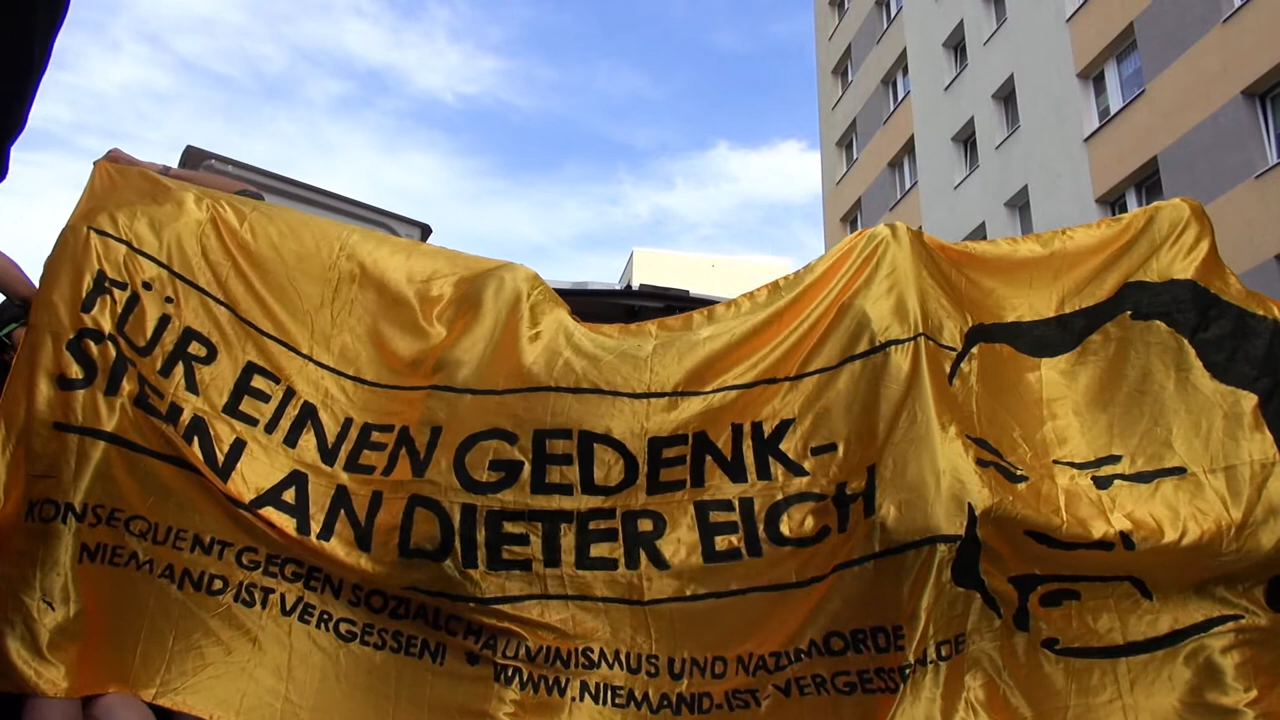 FÜR EINEN GEDENK-
STEIN AN DIETER EICH
KONSEQUENT GEGEN SOZIALCHAUVINISMUS UND NAZIMORDE
NIEMAND IST VERGESSEN! WWW.NIEMAND-IST-VERGESSEN.DE